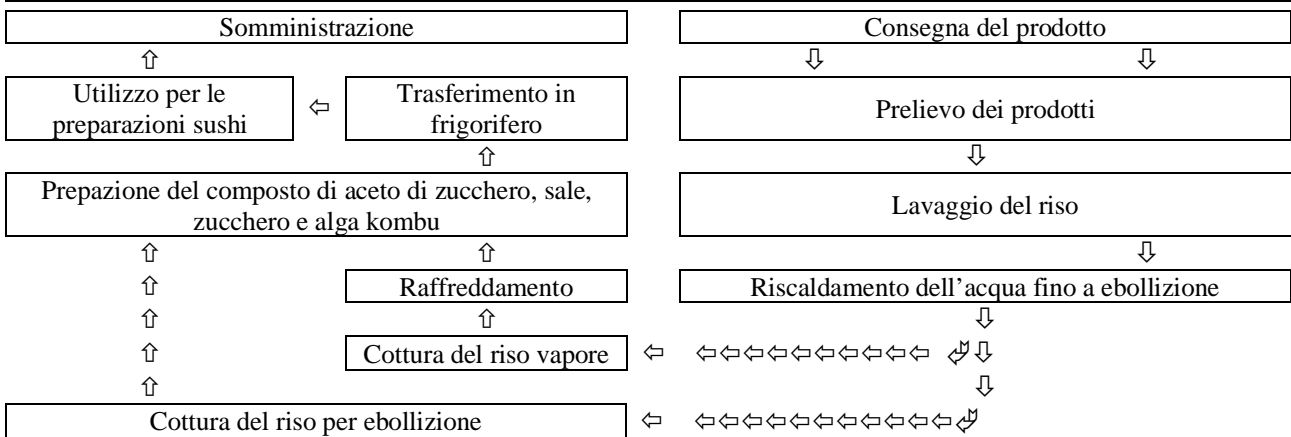 Somministrazione
Consegna del prodotto
Utilizzo per le
preparazioni sushi
Trasferimento in
frigorifero
Prelievo dei prodotti
Prepazione del composto di aceto di zucchero, sale,
zucchero e alga kombu
Lavaggio del riso
Raffreddamento
Riscaldamento dell'acqua fino a ebollizione
Cottura del riso vapore
Cottura del riso per ebollizione